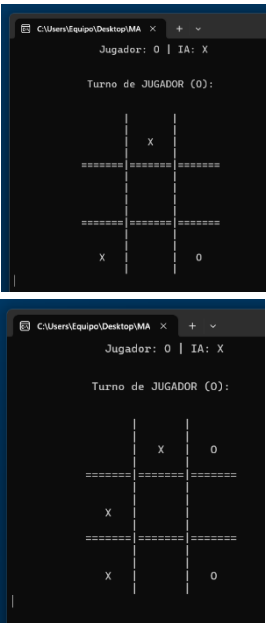 C:\Users\Equipo\Desktop\MA × + ⌄
Jugador: O | IA: X
Turno de JUGADOR (O):
| |
| X |
| |
=======|=======|=======
| |
| |
| |
=======|=======|=======
| |
X | | O
| |
C:\Users\Equipo\Desktop\MA × + ⌄
Jugador: O | IA: X
Turno de JUGADOR (O):
| |
| X | O
| |
=======|=======|=======
| |
X | |
| |
=======|=======|=======
| |
X | | O
| |